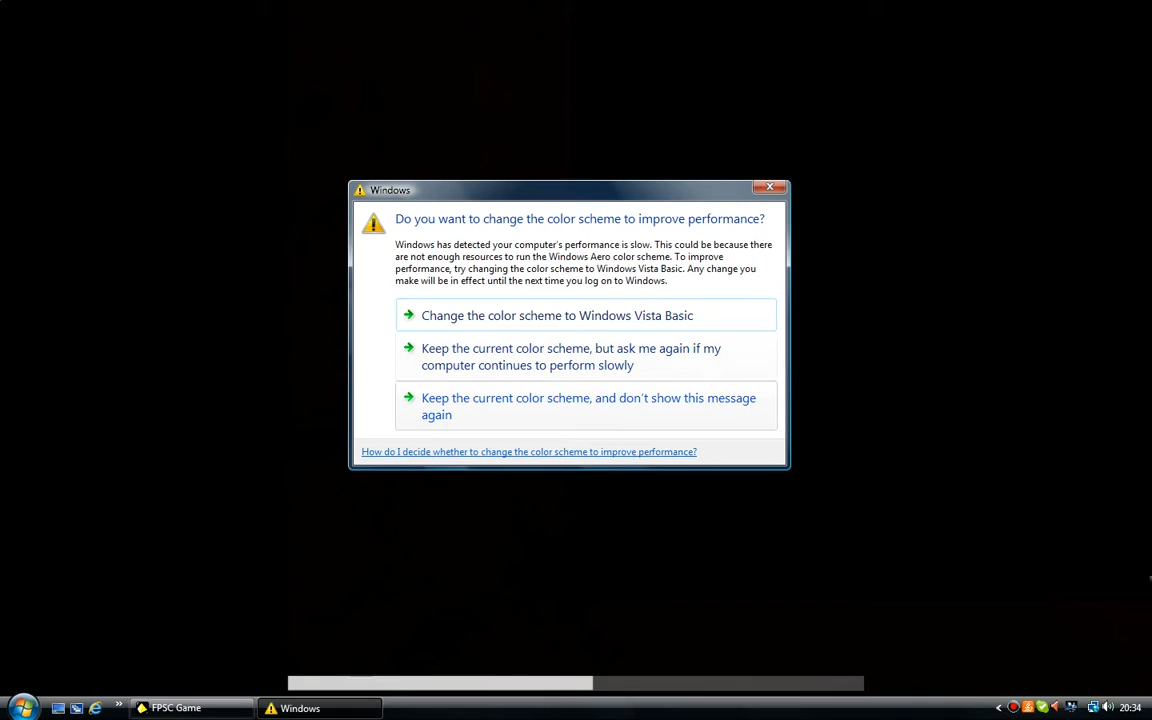 Windows
Do you want to change the color scheme to improve performance?
Windows has detected your computer's performance is slow. This could be because there
are not enough resources to run the Windows Aero color scheme. To improve
performance, try changing the color scheme to Windows Vista Basic. Any change you
make will be in effect until the next time you log on to Windows.
Change the color scheme to Windows Vista Basic
Keep the current color scheme, but ask me again if my
computer continues to perform slowly
Keep the current color scheme, and don't show this message
again
How do I decide whether to change the color scheme to improve performance?
FPSC Game
Windows
20:34